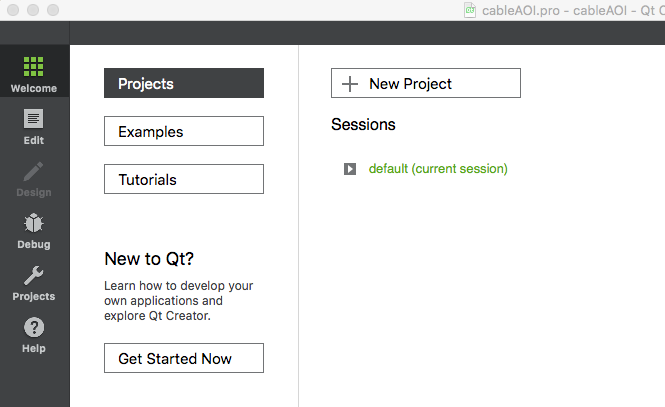 cableAOI.pro - cableAOI - Qt C
Welcome
Edit
Design
Debug
Projects
Help
Projects
Examples
Tutorials
New to Qt?
Learn how to develop your
own applications and
explore Qt Creator.
Get Started Now
New Project
Sessions
default (current session)